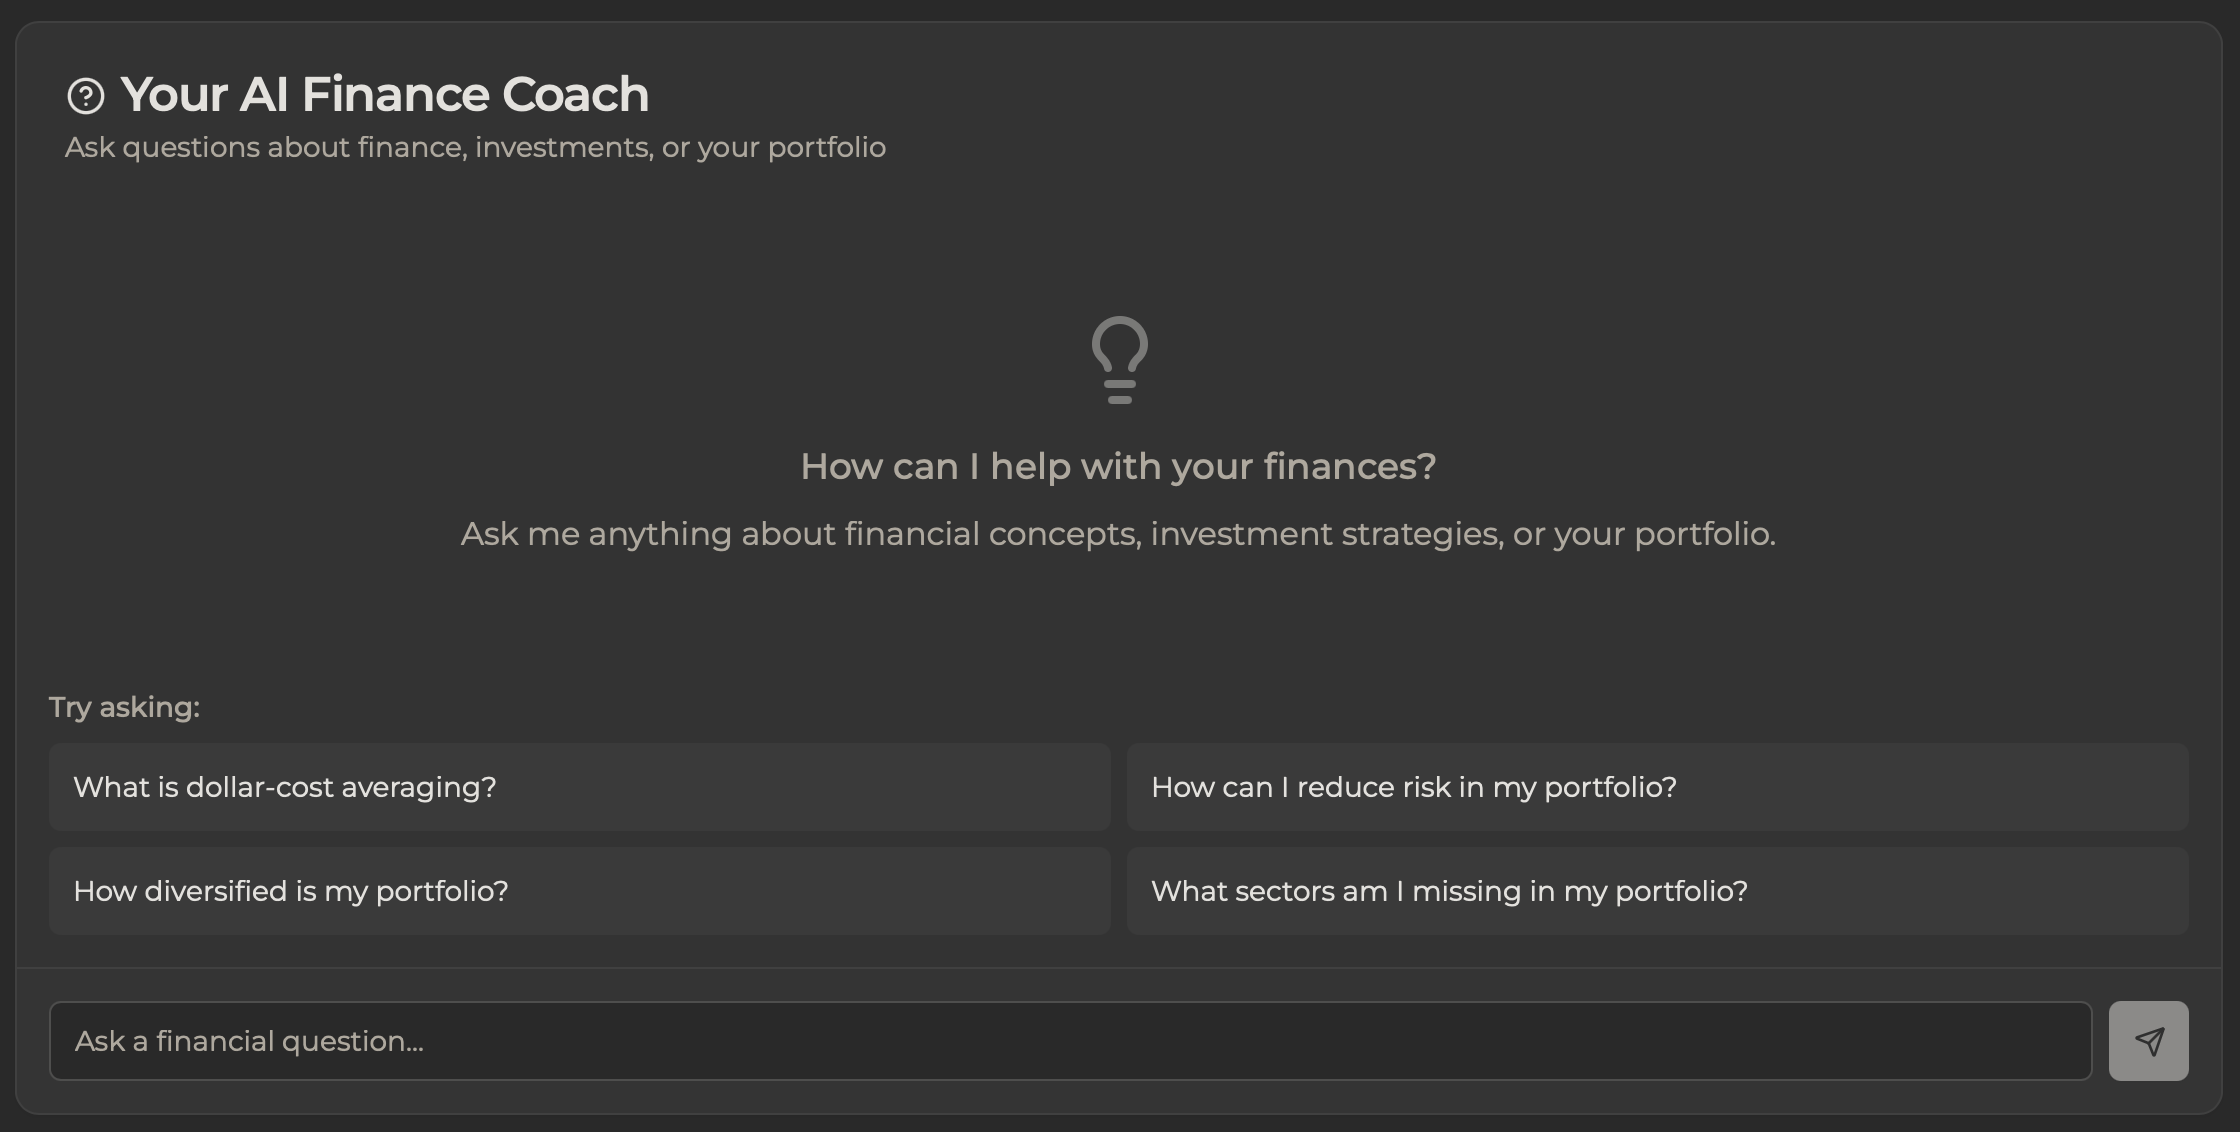 Your AI Finance Coach
Ask questions about finance, investments, or your portfolio
How can I help with your finances?
Ask me anything about financial concepts, investment strategies, or your portfolio.
Try asking:
What is dollar-cost averaging?
How can I reduce risk in my portfolio?
How diversified is my portfolio?
What sectors am I missing in my portfolio?
Ask a financial question...